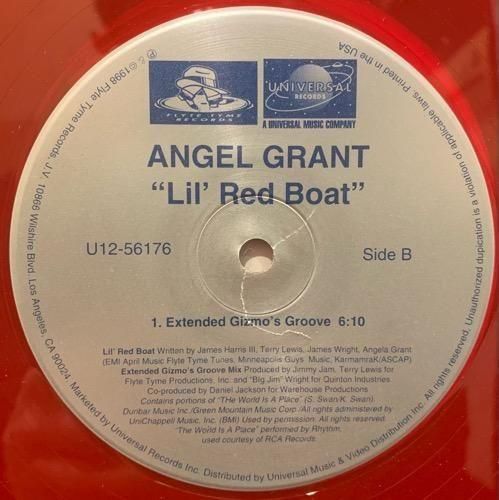 FLYTE TYME
RECORDS
UNIVERSAL
RECORDS
A UNIVERSAL MUSIC COMPANY
ANGEL GRANT
“Lil’ Red Boat”
U12-56176
Side B
1. Extended Gizmo’s Groove 6:10
Lil’ Red Boat Written by James Harris III, Terry Lewis, James Wright, Angela Grant
(EMI April Music Flyte Tyme Tunes, Minneapolis Guys Music, KarmamraK/ASCAP)
Extended Gizmo’s Groove Mix Produced by Jimmy Jam, Terry Lewis for
Flyte Tyme Productions, Inc. and “Big Jim” Wright for Quinton Industries
Co-produced by Daniel Jackson for Warehouse Productions
Contains portions of “THe World Is A Place”. (S. Swan/K. Swan).
Dunbar Music Inc./Green Mountain Music Corp./All rights administered by
UniChappell Music, Inc. (BMI) Used by permission. All rights reserved.
“The World Is A Place” performed by Rhythm,
used courtesy of RCA Records.
℗ ©1998 Flyte Tyme Records, J.V. 10866 Wilshire Blvd. Los Angeles, CA 90024. Marketed by Universal Records Inc. Distributed by Universal Music & Video Distribution Inc. All rights reserved. Unauthorized dupication is a violation of applicable laws. Printed in the USA